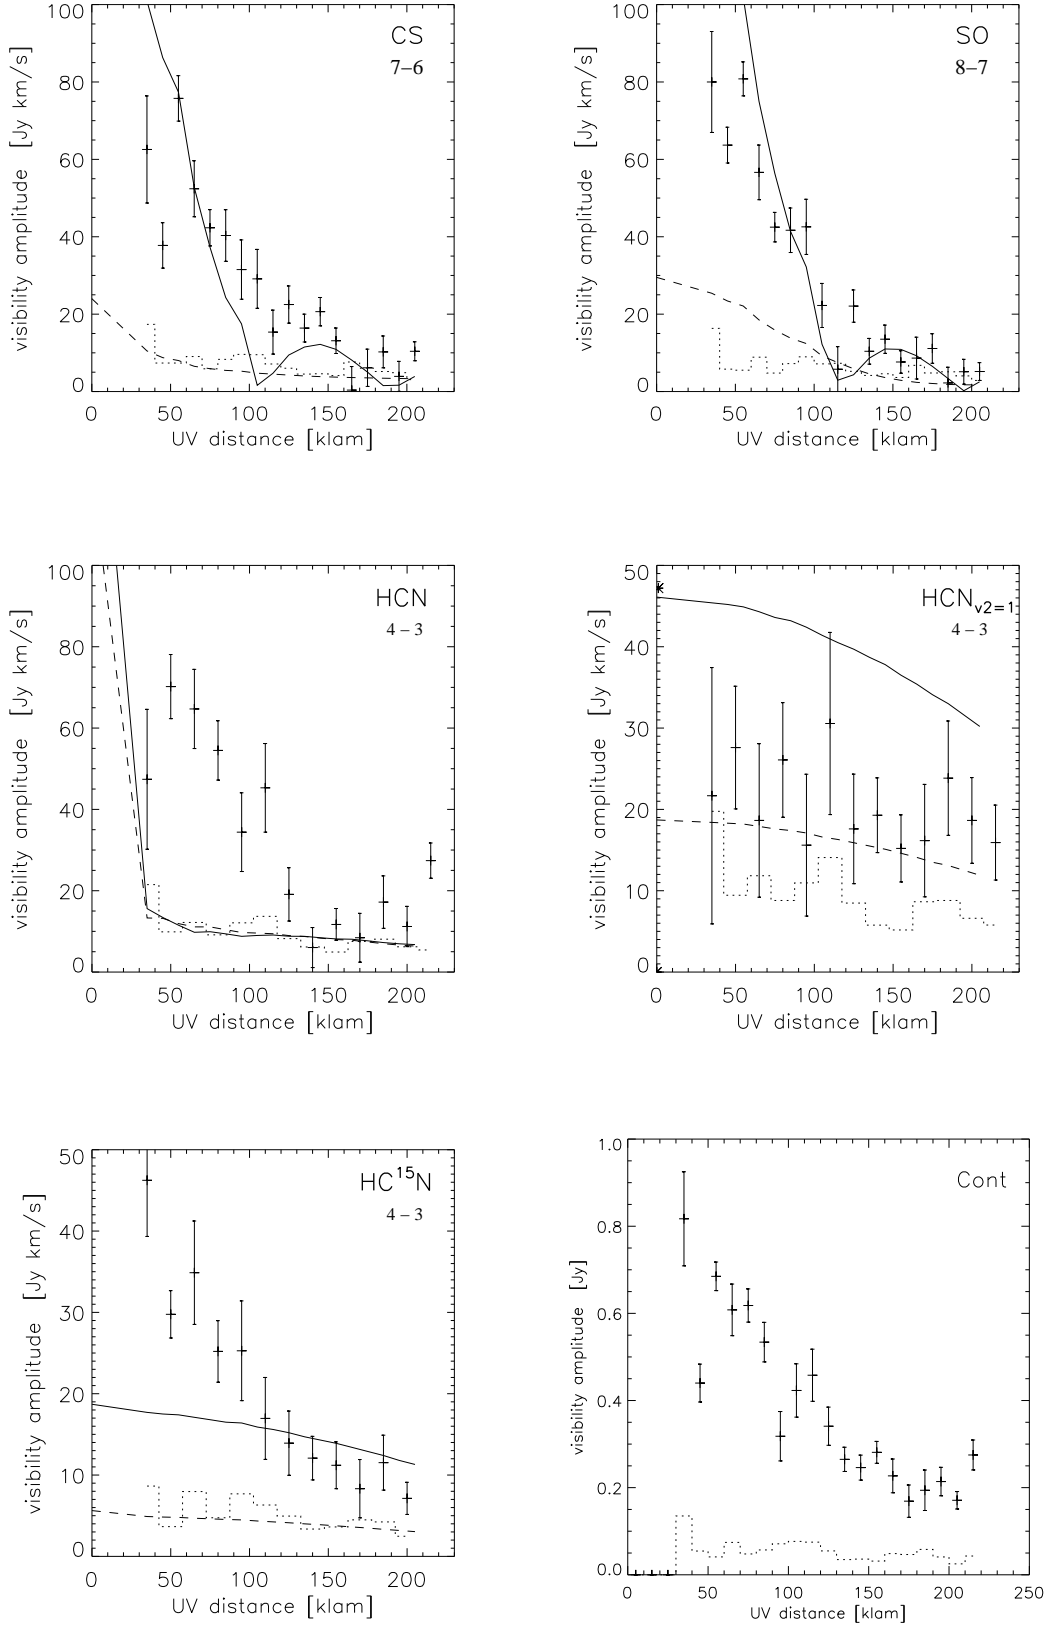 CS
7–6
100
80
60
40
20
0
visibility amplitude [Jy km/s]
0 50 100 150 200
UV distance [klam]
SO
8–7
100
80
60
40
20
0
visibility amplitude [Jy km/s]
0 50 100 150 200
UV distance [klam]
HCN
4 – 3
100
80
60
40
20
0
visibility amplitude [Jy km/s]
0 50 100 150 200
UV distance [klam]
HCNv2=1
4 – 3
50
40
30
20
10
0
visibility amplitude [Jy km/s]
0 50 100 150 200
UV distance [klam]
HC15N
4 – 3
50
40
30
20
10
0
visibility amplitude [Jy km/s]
0 50 100 150 200
UV distance [klam]
Cont
1.0
0.8
0.6
0.4
0.2
0.0
visibility amplitude [Jy]
0 50 100 150 200 250
UV distance [klam]